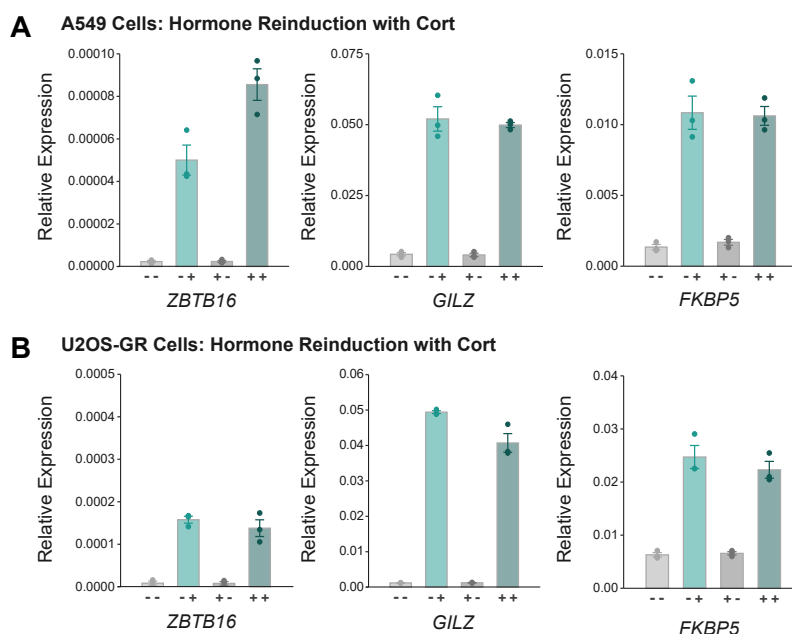 A A549 Cells: Hormone Reinduction with Cort
Relative Expression
0.00010
0.00008
0.00006
0.00004
0.00002
0.00000
-- -+ +- ++
ZBTB16
Relative Expression
0.075
0.050
0.025
0.000
-- -+ +- ++
GILZ
Relative Expression
0.015
0.010
0.005
0.000
-- -+ +- ++
FKBP5
B U2OS-GR Cells: Hormone Reinduction with Cort
Relative Expression
0.0005
0.0004
0.0003
0.0002
0.0001
0.0000
-- -+ +- ++
ZBTB16
Relative Expression
0.06
0.05
0.04
0.03
0.02
0.01
0.00
-- -+ +- ++
GILZ
Relative Expression
0.04
0.03
0.02
0.01
0.00
-- -+ +- ++
FKBP5